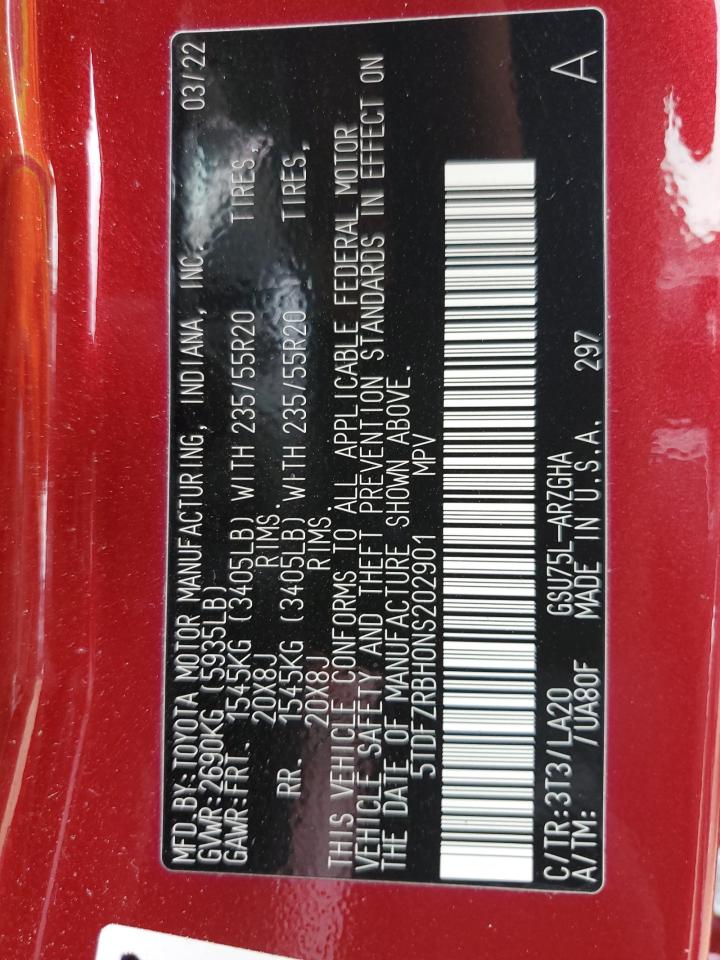 MFD.BY:TOYOTA MOTOR MANUFACTURING, INDIANA, INC. 03/22
GVWR:2690KG (5935LB)
GAWR:FRT. 1545KG (3405LB) WITH 235/55R20 TIRES,
20X8J RIMS.
RR. 1545KG (3405LB) WITH 235/55R20 TIRES,
20X8J RIMS.
THIS VEHICLE CONFORMS TO ALL APPLICABLE FEDERAL MOTOR
VEHICLE SAFETY AND THEFT PREVENTION STANDARDS IN EFFECT ON
THE DATE OF MANUFACTURE SHOWN ABOVE.
5TDFZRBH0NS202901 MPV
C/TR:3T3/LA20 GSU75L-ARZGHA
A/TM: /UA80F MADE IN U.S.A. 297
A